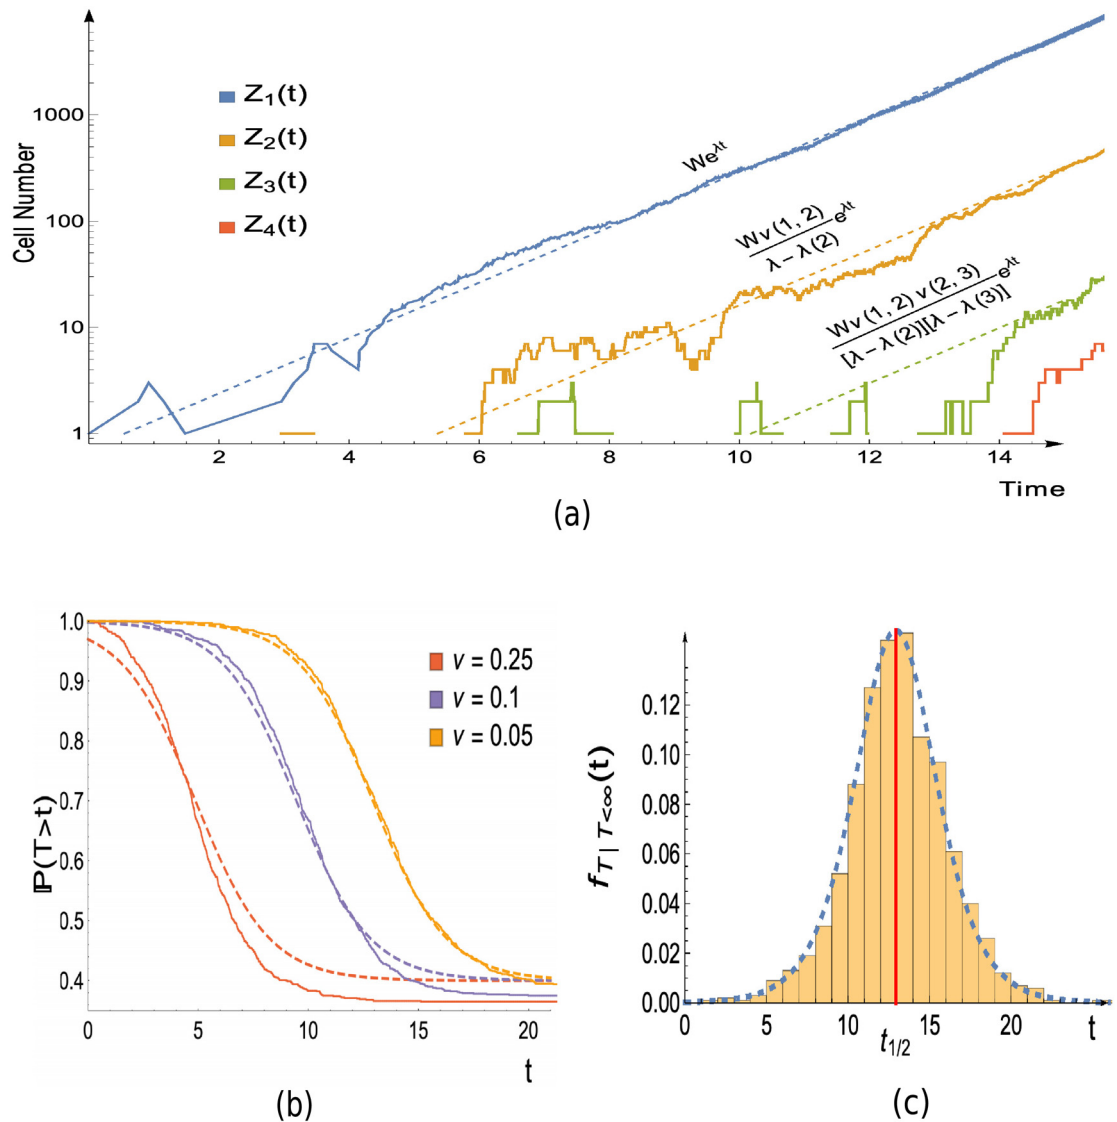 Cell Number
1000
100
10
1
Z₁(t)
Z₂(t)
Z₃(t)
Z₄(t)
We^{λt}
Wν(1, 2)
λ − λ(2)
e^{λt}
Wν(1, 2) ν(2, 3)
[λ − λ(2)][λ − λ(3)]
e^{λt}
2 4 6 8 10 12 14
Time
(a)
ℙ(T>t)
1.0
0.9
0.8
0.7
0.6
0.5
0.4
ν = 0.25
ν = 0.1
ν = 0.05
0 5 10 15 20
t
(b)
f_{T | T<∞}(t)
0.12
0.10
0.08
0.06
0.04
0.02
0.00
0 5 10 15 20 t
t_{1/2}
(c)